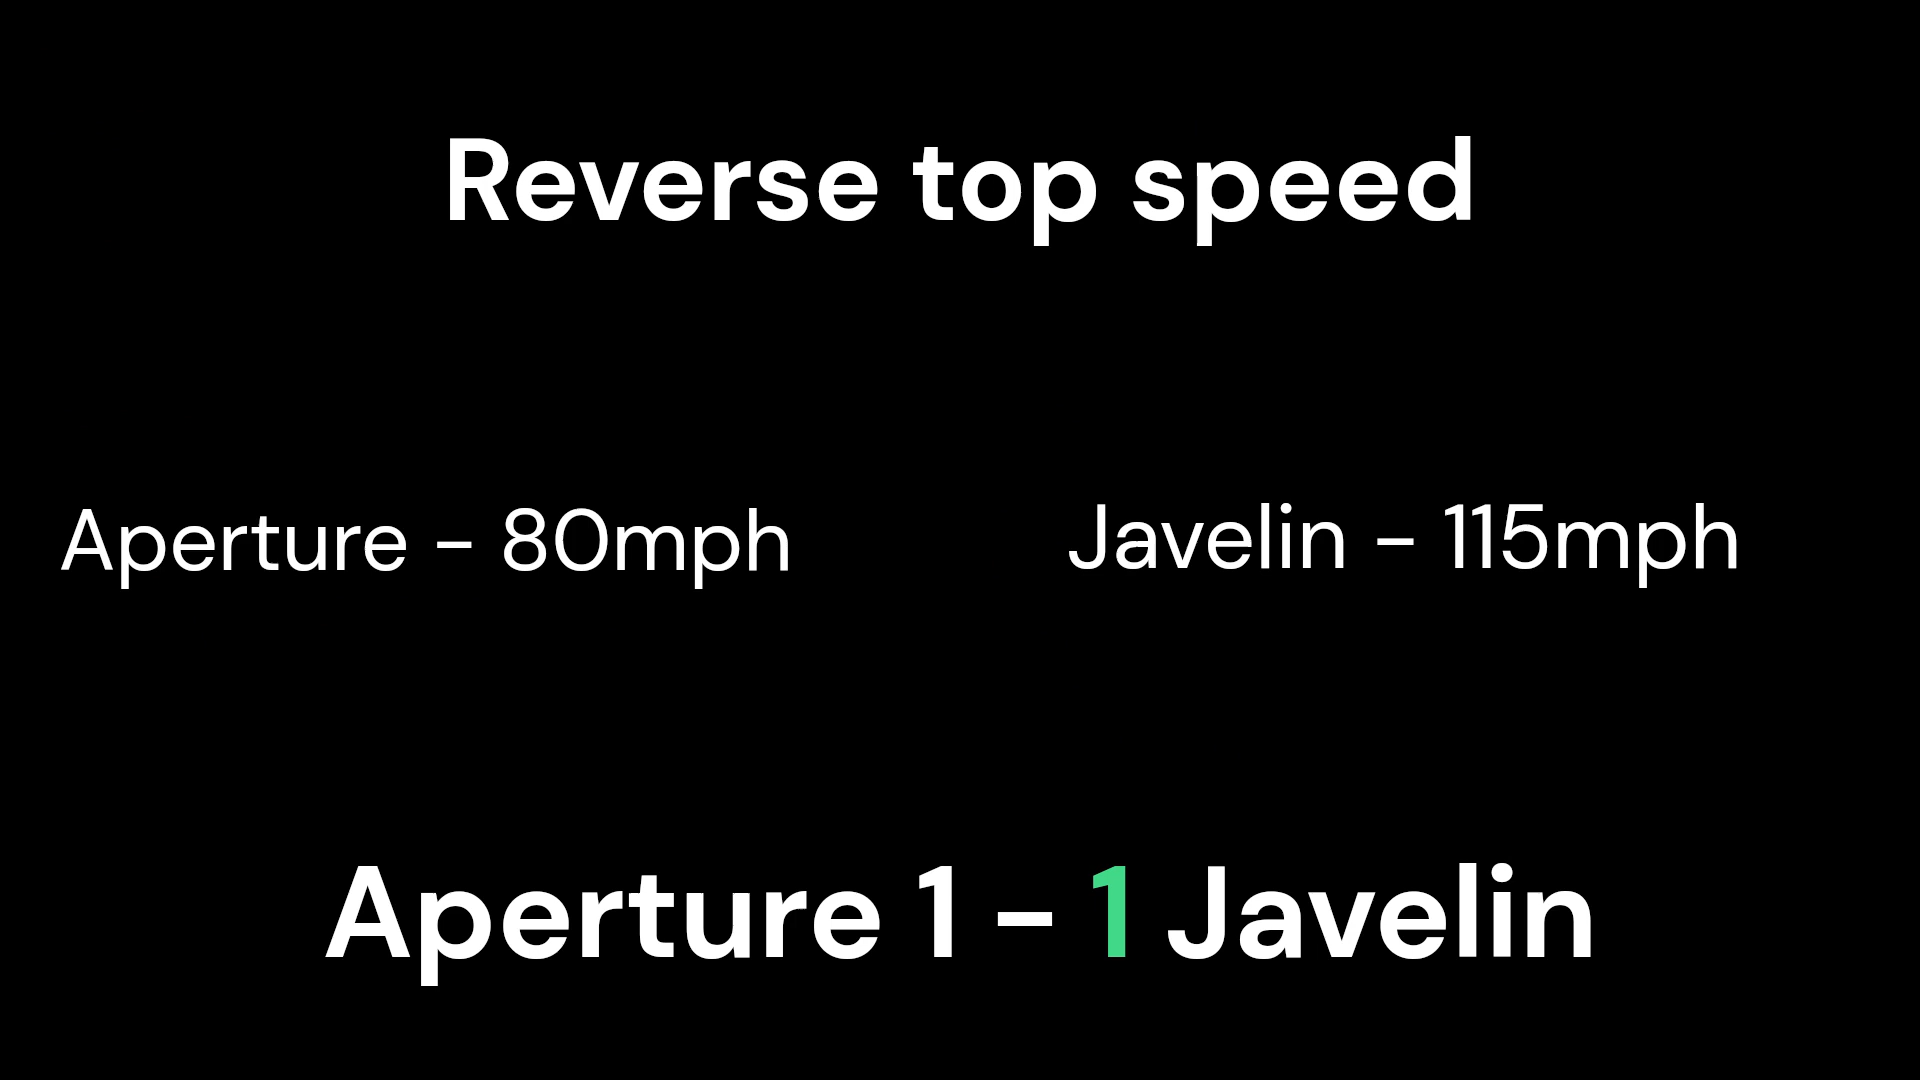 Reverse top speed
Aperture - 80mph
Javelin - 115mph
Aperture 1 - 1 Javelin